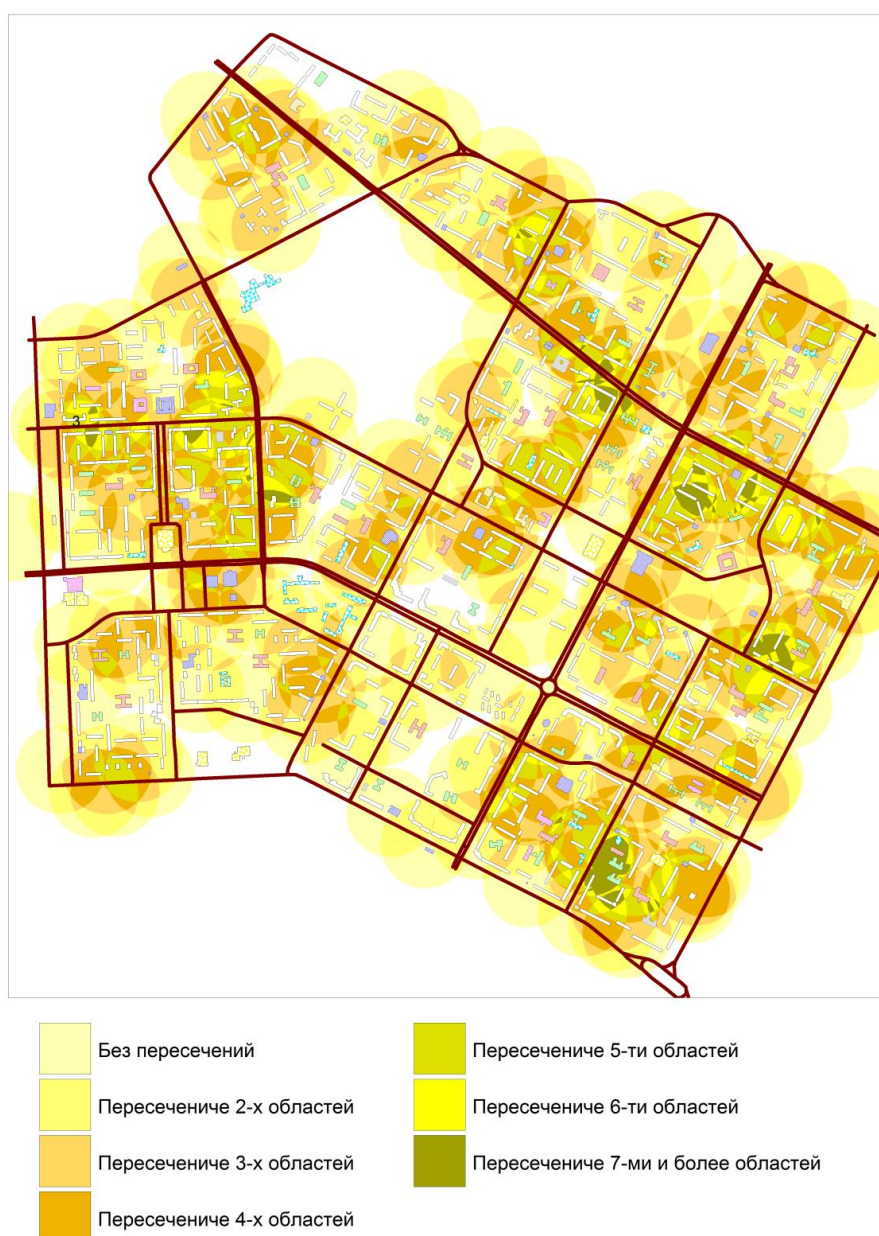 3
Без пересечений
Пересечениче 2-х областей
Пересечениче 3-х областей
Пересечениче 4-х областей
Пересечениче 5-ти областей
Пересечениче 6-ти областей
Пересечениче 7-ми и более областей